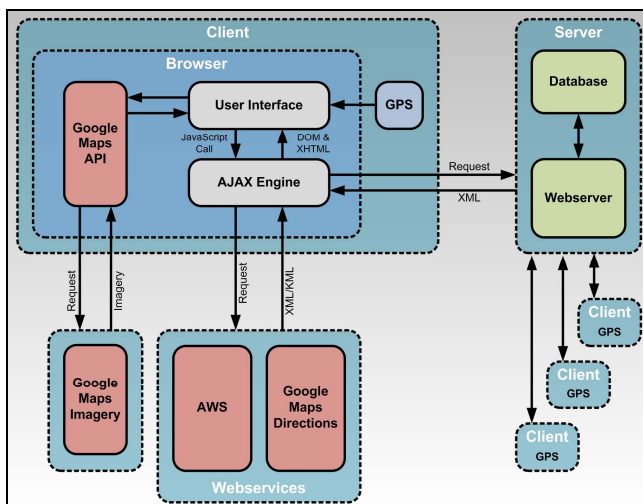 Client
Browser
Google
Maps
API
User Interface
GPS
JavaScript
Call
DOM &
XHTML
AJAX Engine
Server
Database
Webserver
Request
XML
Request
Imagery
Request
XML/KML
Google
Maps
Imagery
AWS
Google
Maps
Directions
Webservices
Client
GPS
Client
GPS
Client
GPS